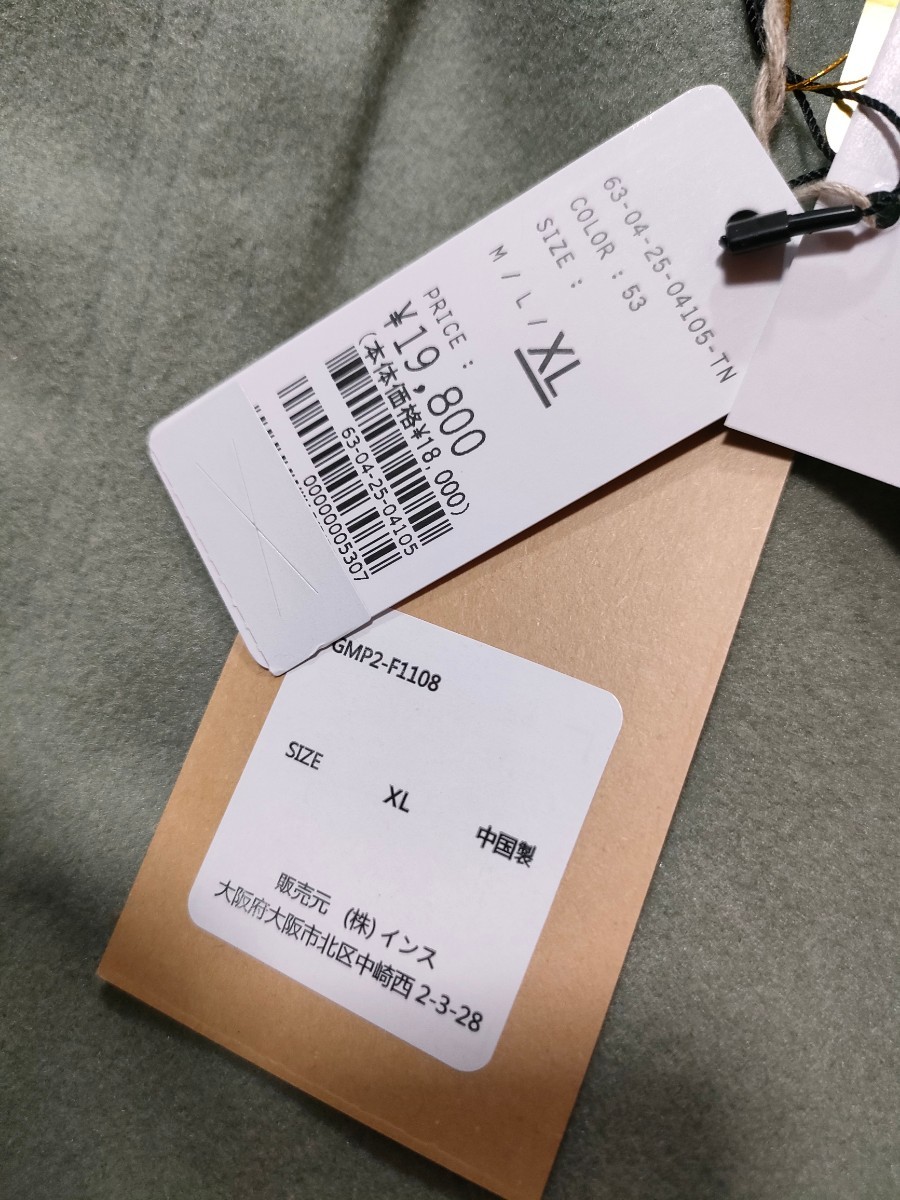 63-04-25-04105-TN
COLOR : 53
SIZE :
M / L / XL
PRICE :
¥19,800
(本体価格¥18,000)
63-04-25-04105
0000005307
GMP2-F1108
SIZE
XL
中国製
販売元 (株)インス
大阪府大阪市北区中崎西2-3-28